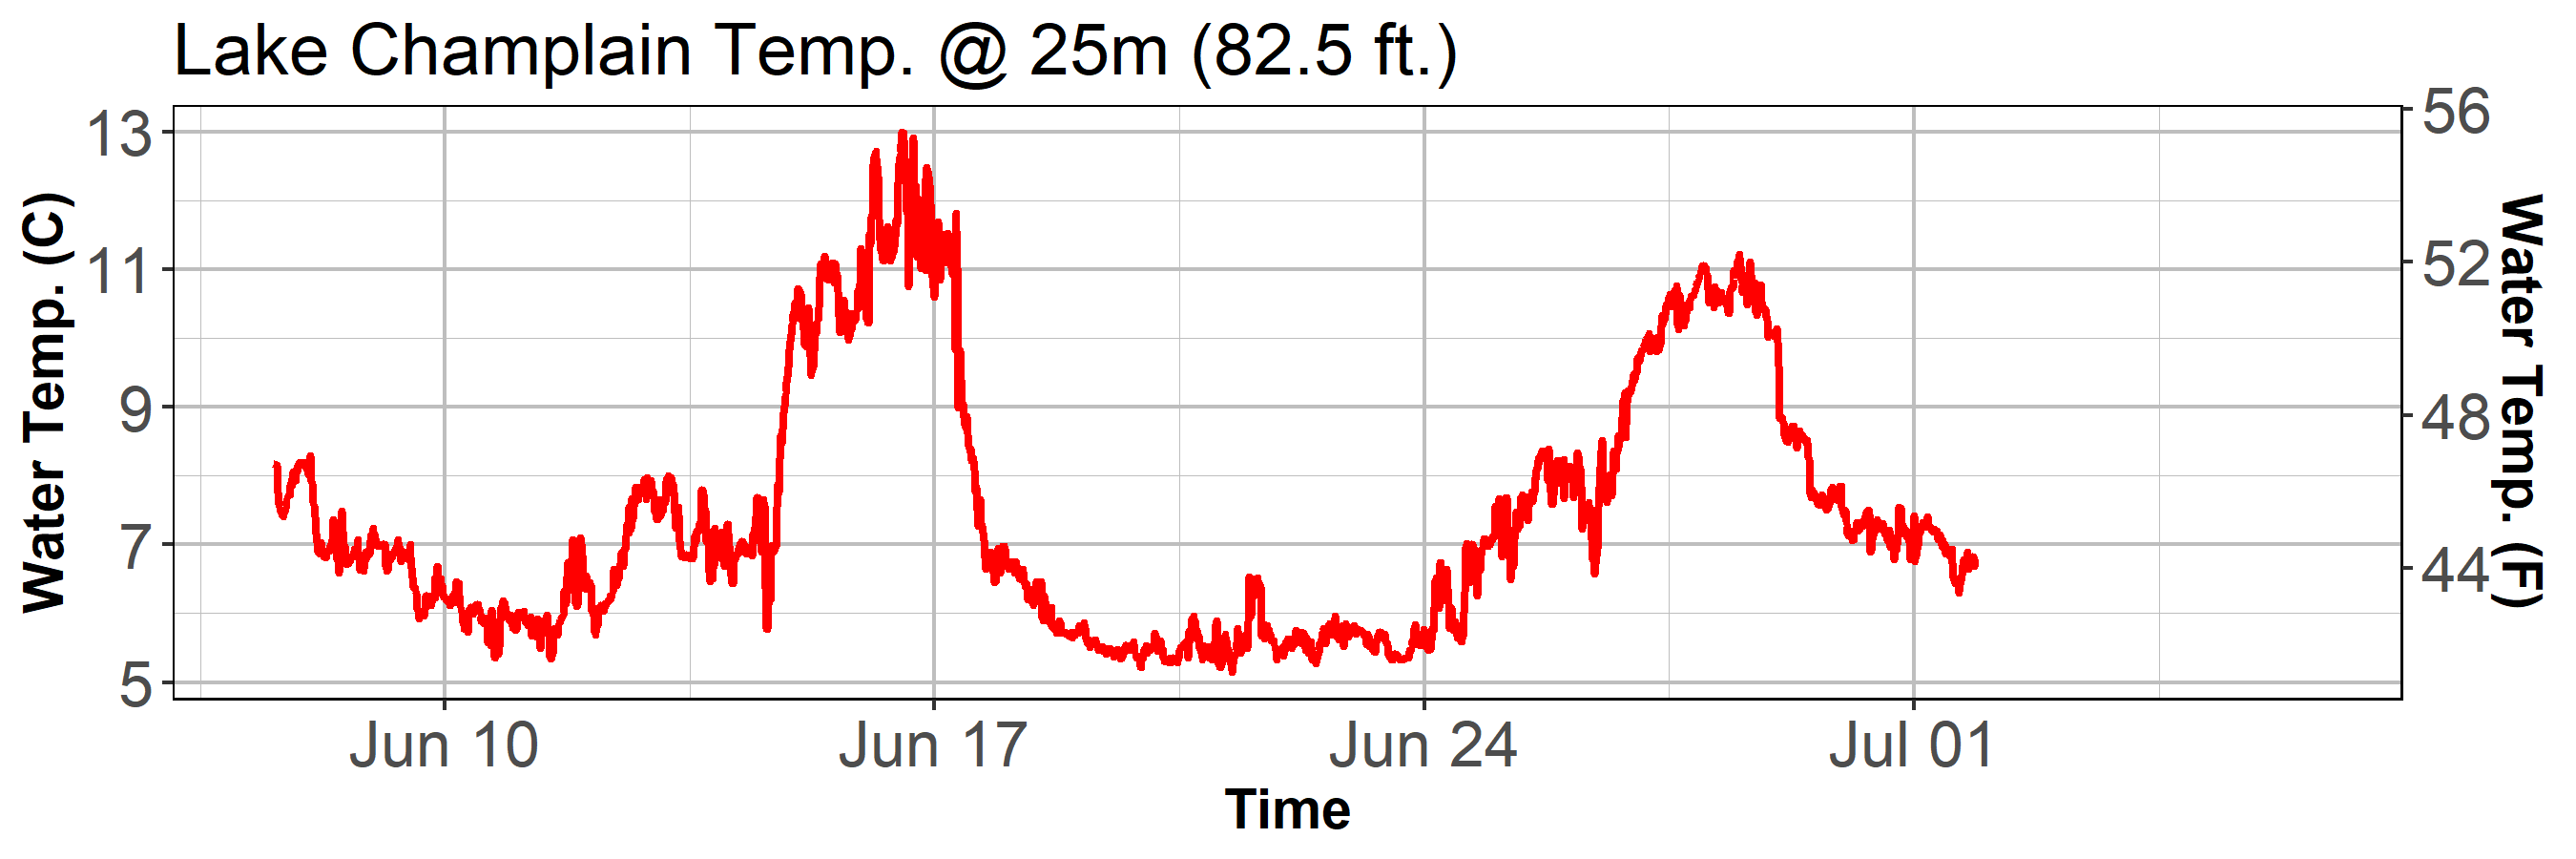 Lake Champlain Temp. @ 25m (82.5 ft.)
Water Temp. (C)
13
11
9
7
5
56
52
48
44
Water Temp. (F)
Jun 10 Jun 17 Jun 24 Jul 01
Time